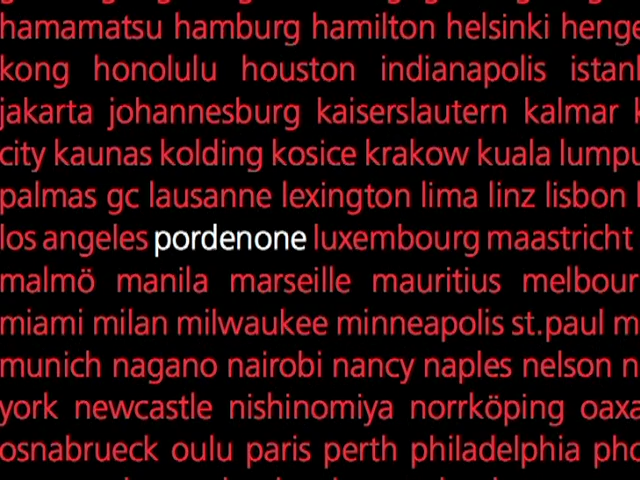 hamamatsu hamburg hamilton helsinki henge
kong honolulu houston indianapolis istanl
jakarta johannesburg kaiserslautern kalmar k
city kaunas kolding kosice krakow kuala lumpu
palmas gc lausanne lexington lima linz lisbon l
los angeles pordenone luxembourg maastricht
malmö manila marseille mauritius melbour
miami milan milwaukee minneapolis st.paul m
munich nagano nairobi nancy naples nelson n
york newcastle nishinomiya norrköping oaxa
osnabrueck oulu paris perth philadelphia pho